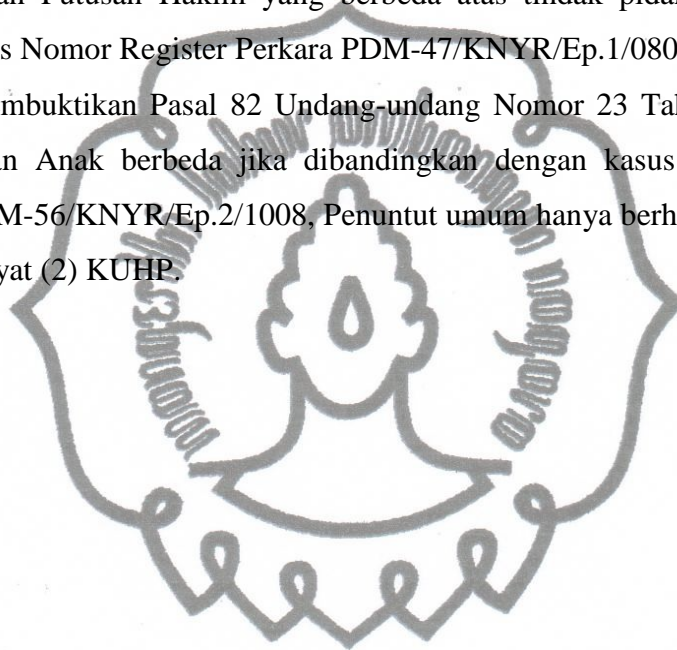 an Putusan Hakim yang berbeda atas tindak pida
s Nomor Register Perkara PDM-47/KNYR/Ep.1/080
mbuktikan Pasal 82 Undang-undang Nomor 23 Ta
an Anak berbeda jika dibandingkan dengan kasus
M-56/KNYR/Ep.2/1008, Penuntut umum hanya berh
yat (2) KUHP.